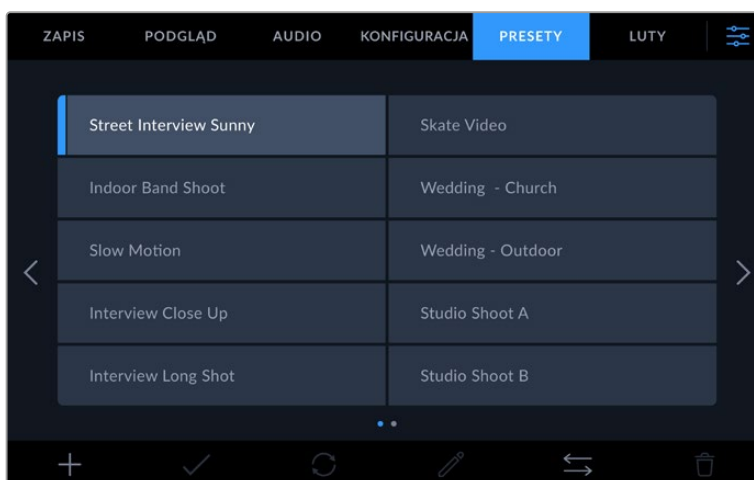 ZAPIS PODGLĄD AUDIO KONFIGURACJA PRESETY LUTY
Street Interview Sunny
Skate Video
Indoor Band Shoot
Wedding - Church
Slow Motion
Wedding - Outdoor
Interview Close Up
Studio Shoot A
Interview Long Shot
Studio Shoot B